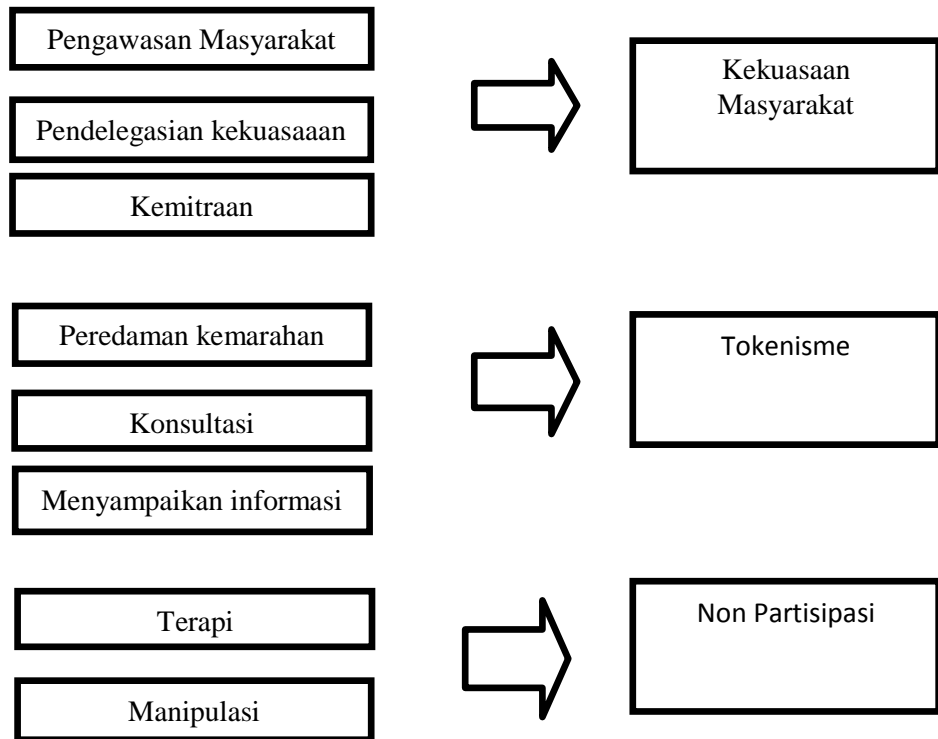 Pengawasan Masyarakat
Pendelegasian kekuasaaan
Kemitraan
Kekuasaan
Masyarakat
Peredaman kemarahan
Konsultasi
Menyampaikan informasi
Tokenisme
Terapi
Manipulasi
Non Partisipasi